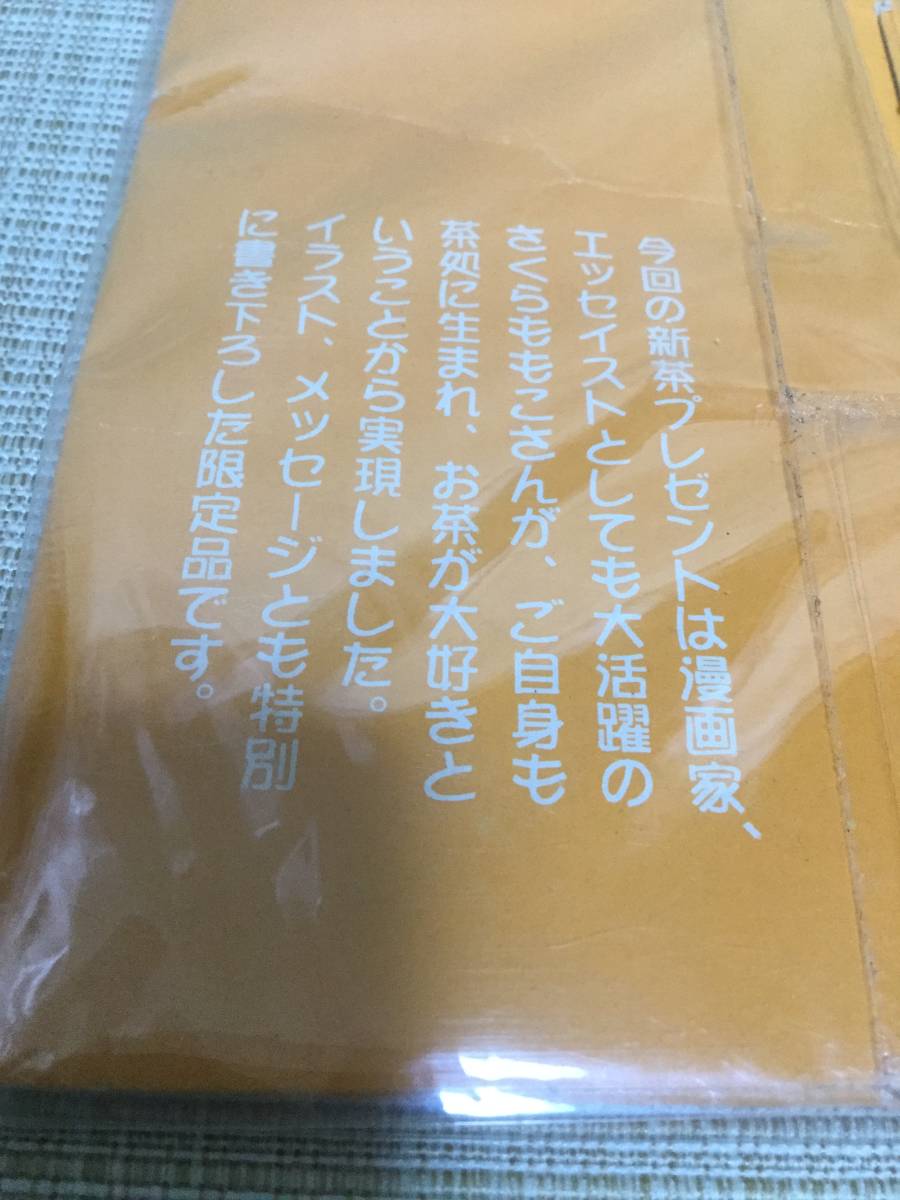 今回の新茶プレゼントは漫画家、
エッセイストとしても大活躍の
さくらももこさんが、ご自身も
茶処に生まれ、お茶が大好きと
いうことから実現しました。
イラスト、メッセージとも特別
に書き下ろした限定品です。